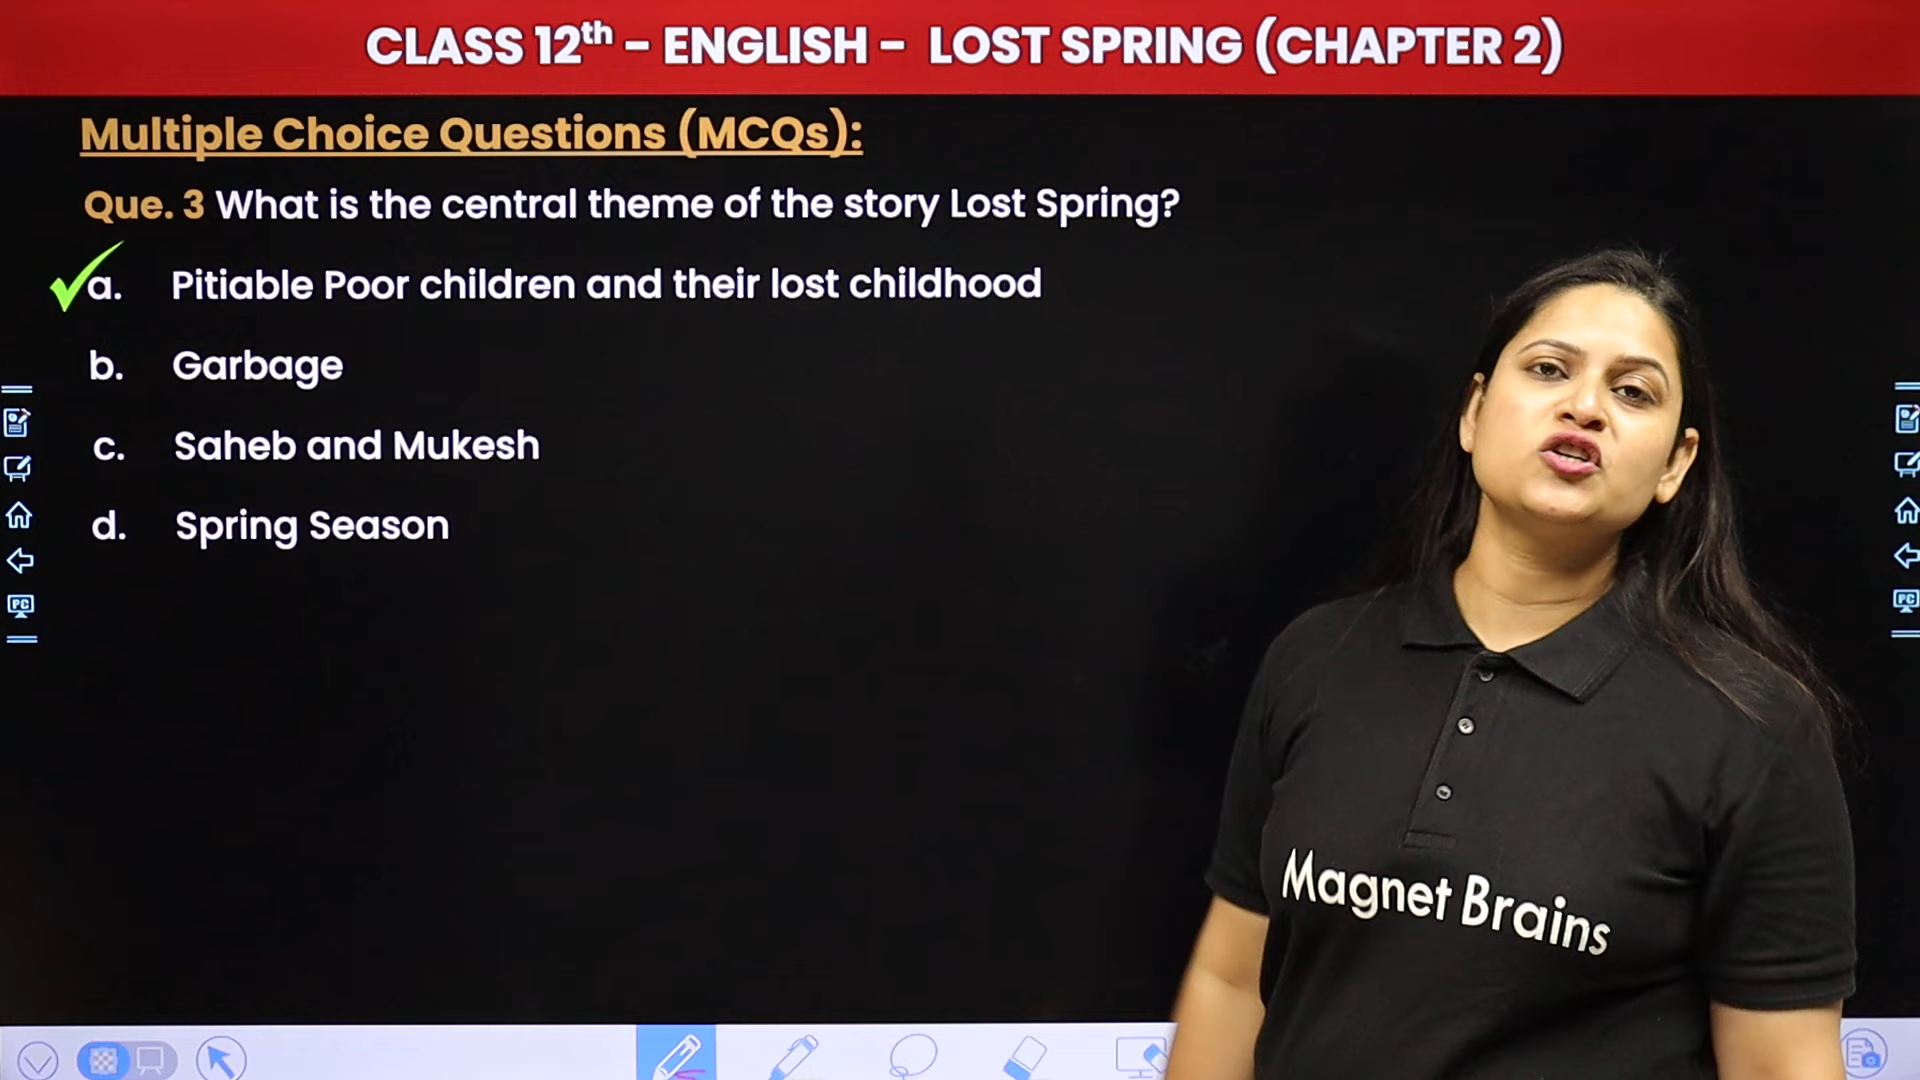 CLASS 12th - ENGLISH - LOST SPRING (CHAPTER 2)
Multiple Choice Questions (MCQs):
Que. 3 What is the central theme of the story Lost Spring?
a. Pitiable Poor children and their lost childhood
b. Garbage
c. Saheb and Mukesh
d. Spring Season
PC
PC
Magnet Brains